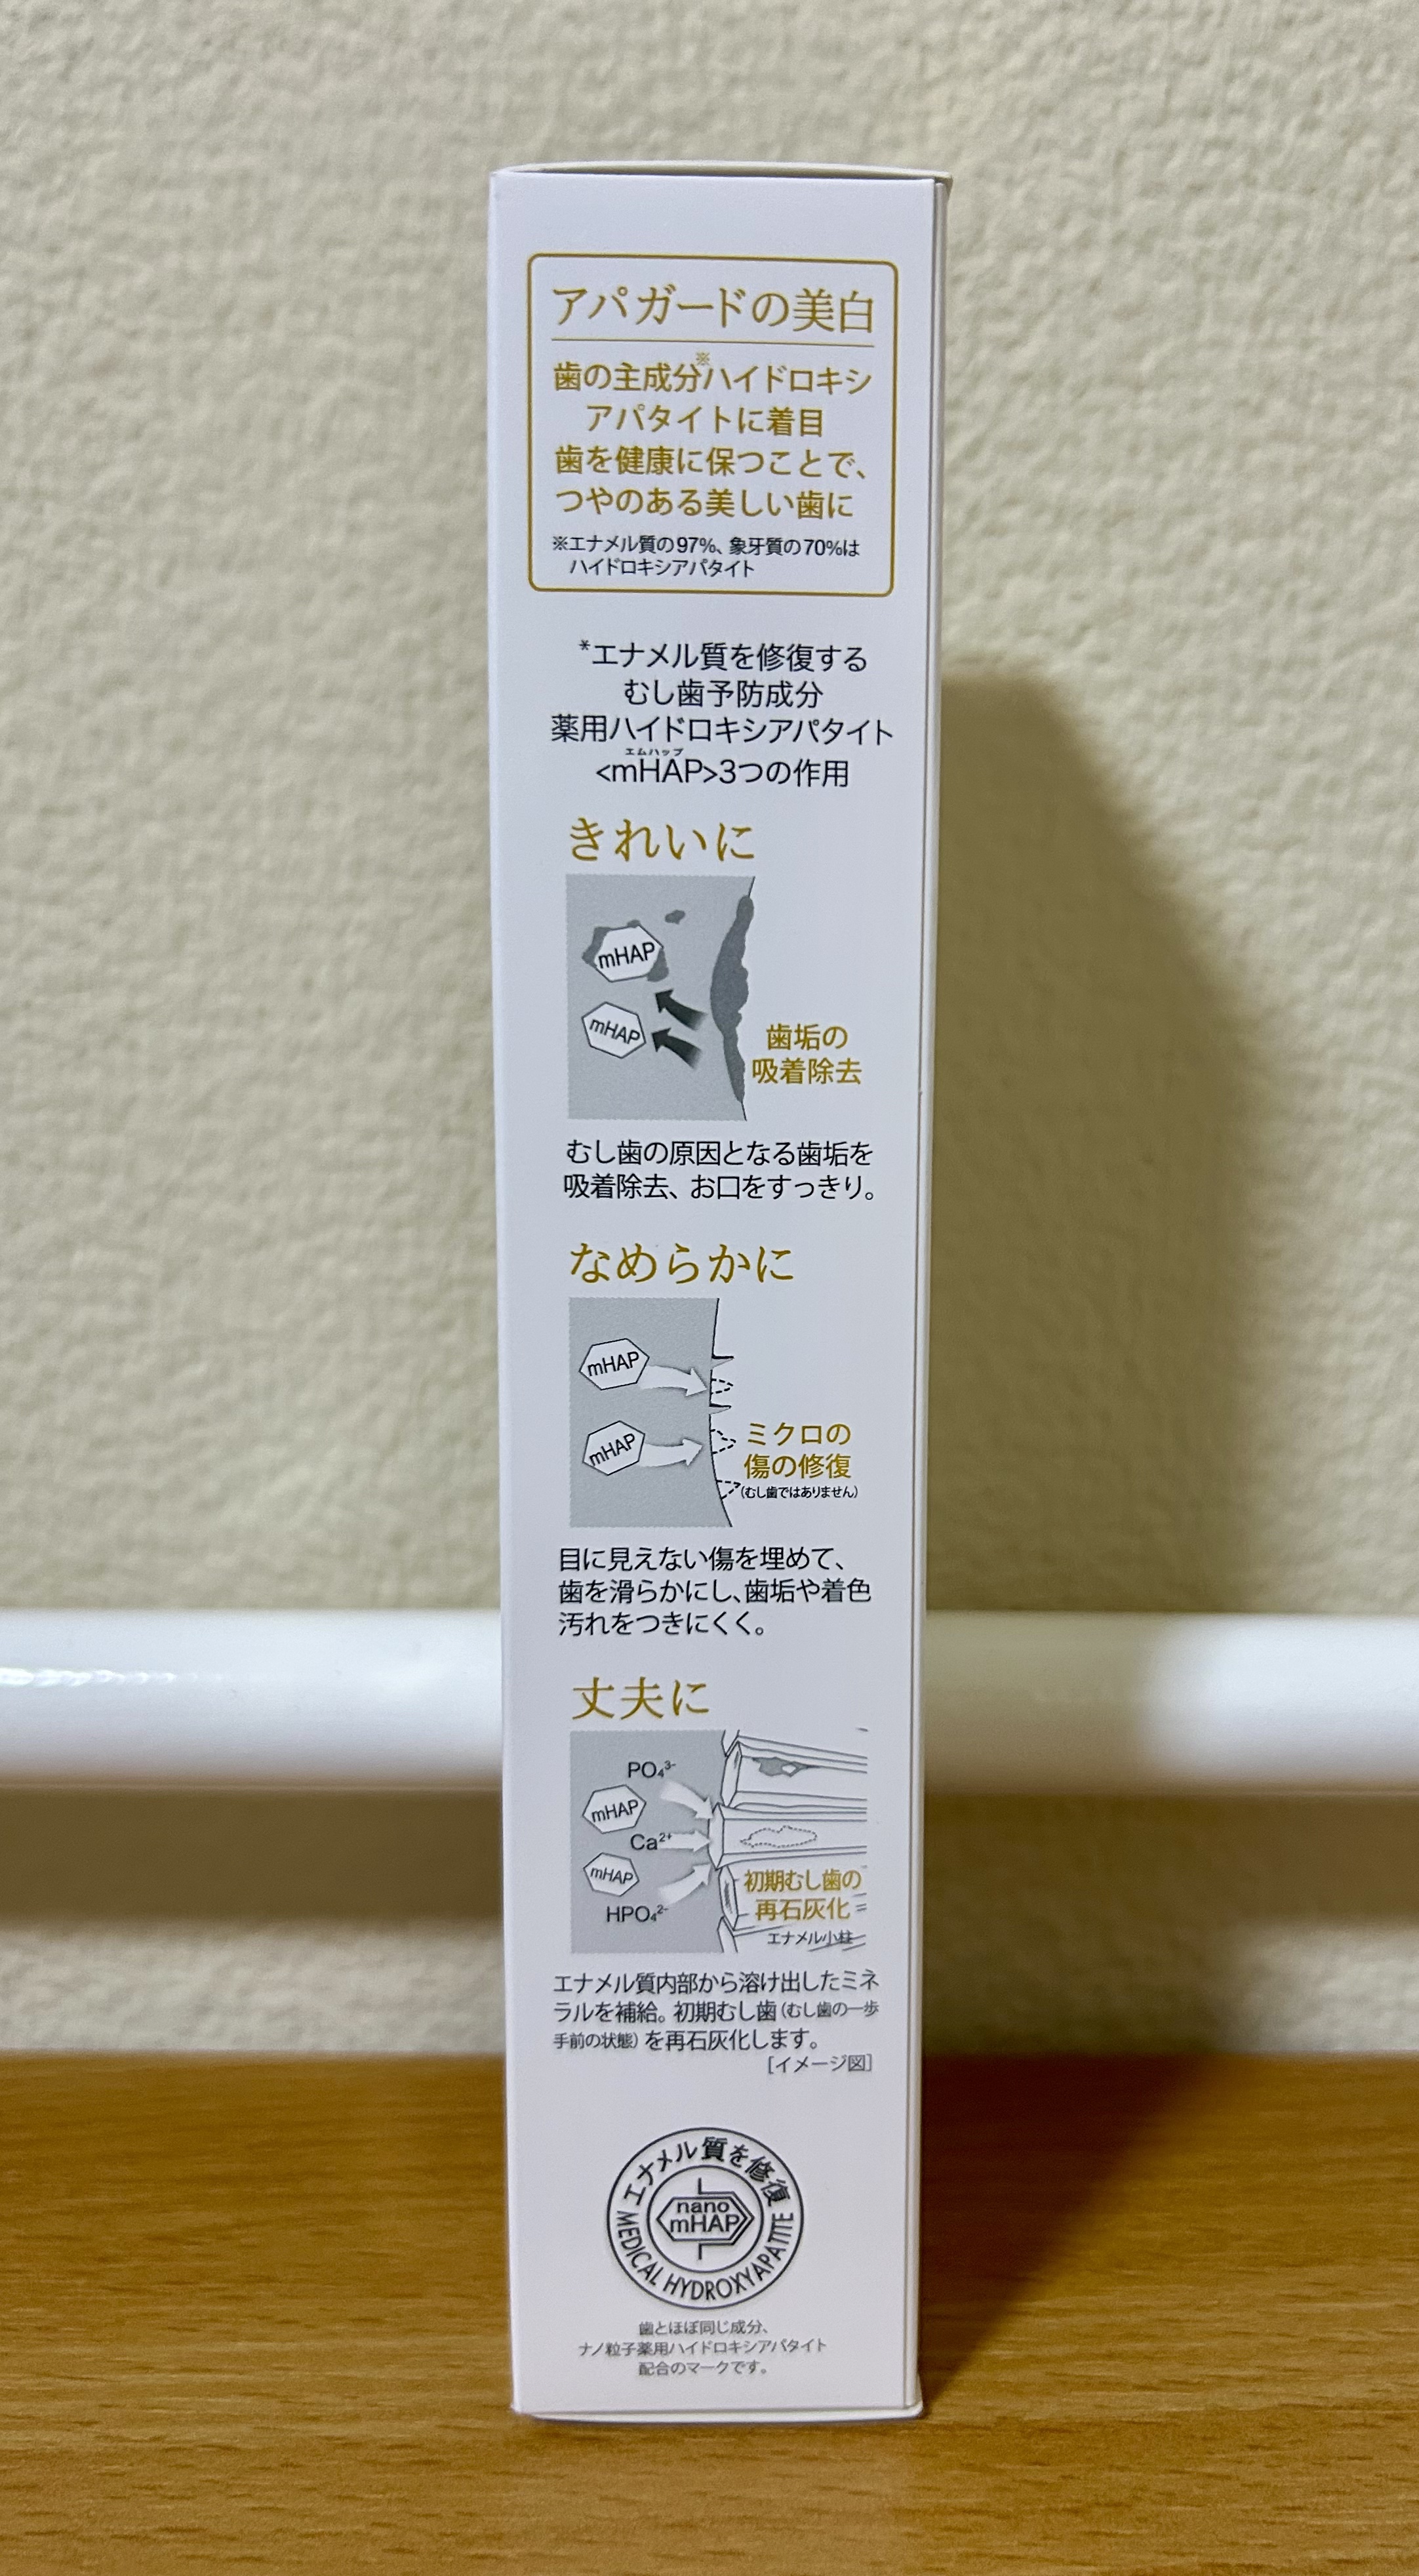 アパガードの美白
歯の主成分※ハイドロキシ
アパタイトに着目
歯を健康に保つことで、
つやのある美しい歯に
※エナメル質の97%、象牙質の70%は
ハイドロキシアパタイト
*エナメル質を修復する
むし歯予防成分
薬用ハイドロキシアパタイト
エムハップ
<mHAP>3つの作用
きれいに
mHAP
mHAP
歯垢の
吸着除去
むし歯の原因となる歯垢を
吸着除去、お口をすっきり。
なめらかに
mHAP
mHAP
ミクロの
傷の修復
(むし歯ではありません)
目に見えない傷を埋めて、
歯を滑らかにし、歯垢や着色
汚れをつきにくく。
丈夫に
PO₄³⁻
mHAP
Ca²⁺
mHAP
HPO₄²⁻
初期むし歯の
再石灰化
エナメル小柱
エナメル質内部から溶け出したミネ
ラルを補給。初期むし歯(むし歯の一歩
手前の状態)を再石灰化します。
[イメージ図]
エナメル質を修復
nano
mHAP
MEDICAL HYDROXYAPATITE
歯とほぼ同じ成分、
ナノ粒子薬用ハイドロキシアパタイト
配合のマークです。